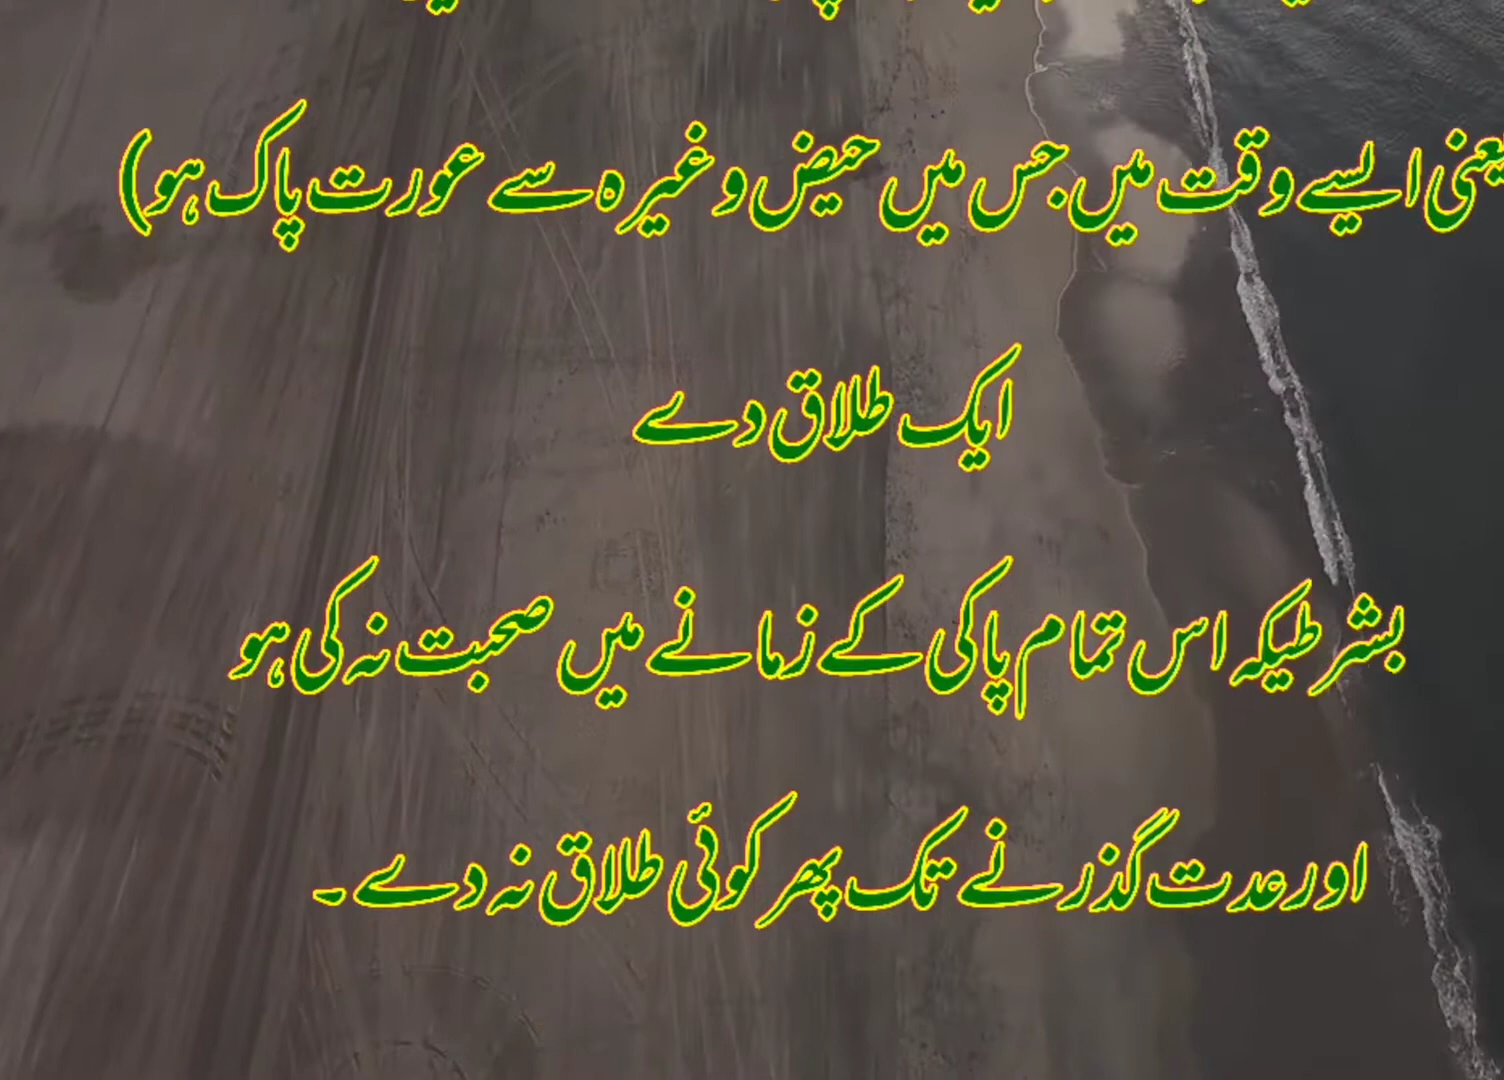 یعنی ایسے وقت میں جس میں حیض وغیرہ سے عورت پاک ہو)
ایک طلاق دے
بشرطیکہ اس تمام پاکی کے زمانے میں صحبت نہ کی ہو
اور عدت گذرنے تک پھر کوئی طلاق نہ دے ۔